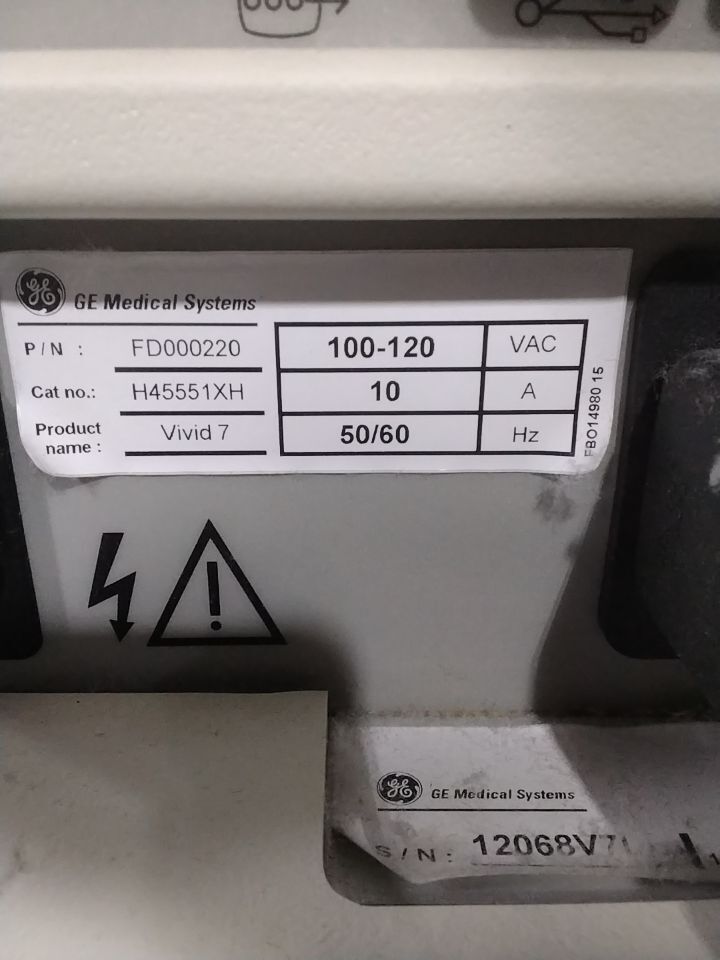 GE Medical Systems
P/N : FD000220
Cat no.: H45551XH
Product name : Vivid 7
100-120 VAC
10 A
50/60 Hz
FBO14980 15
GE Medical Systems
S/N: